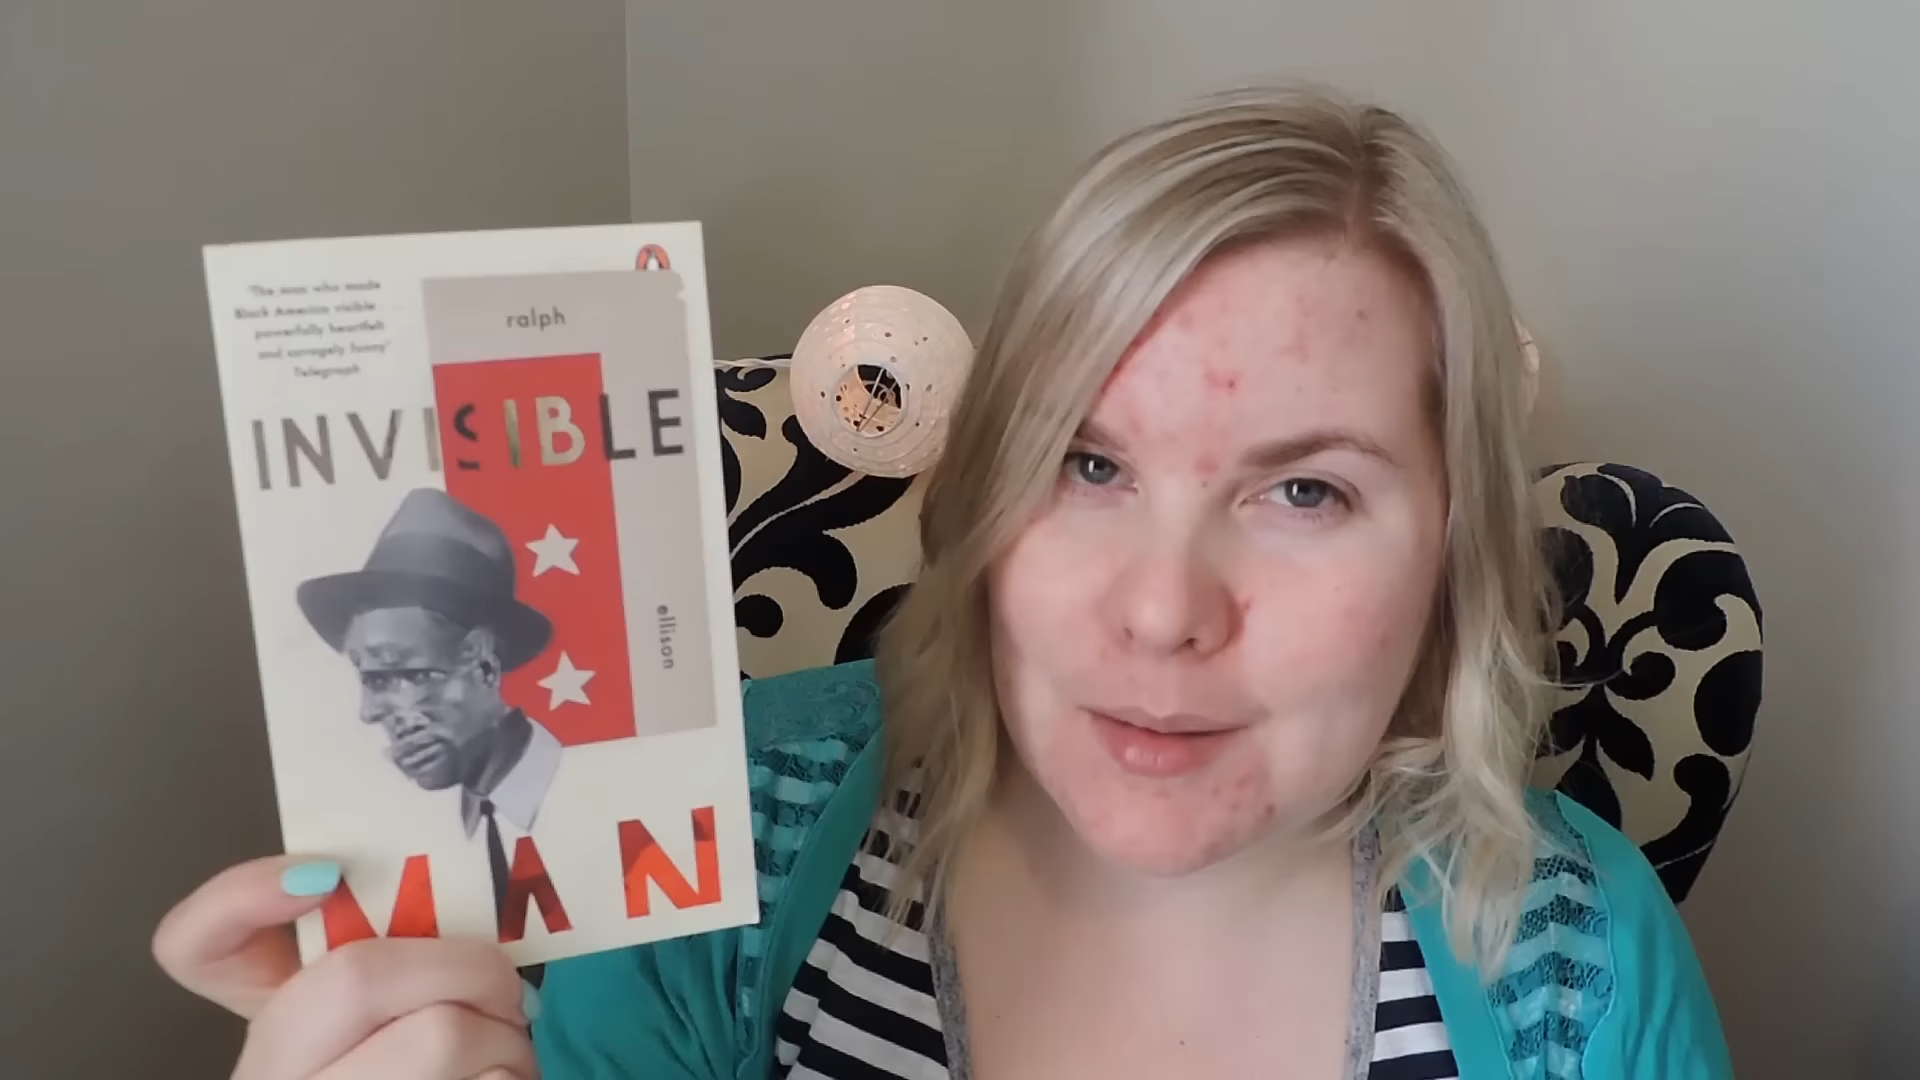 'The man who made
Black America visible
powerfully heartfelt
and savagely funny'
Telegraph
ralph
INVISIBLE
ellison
MAN